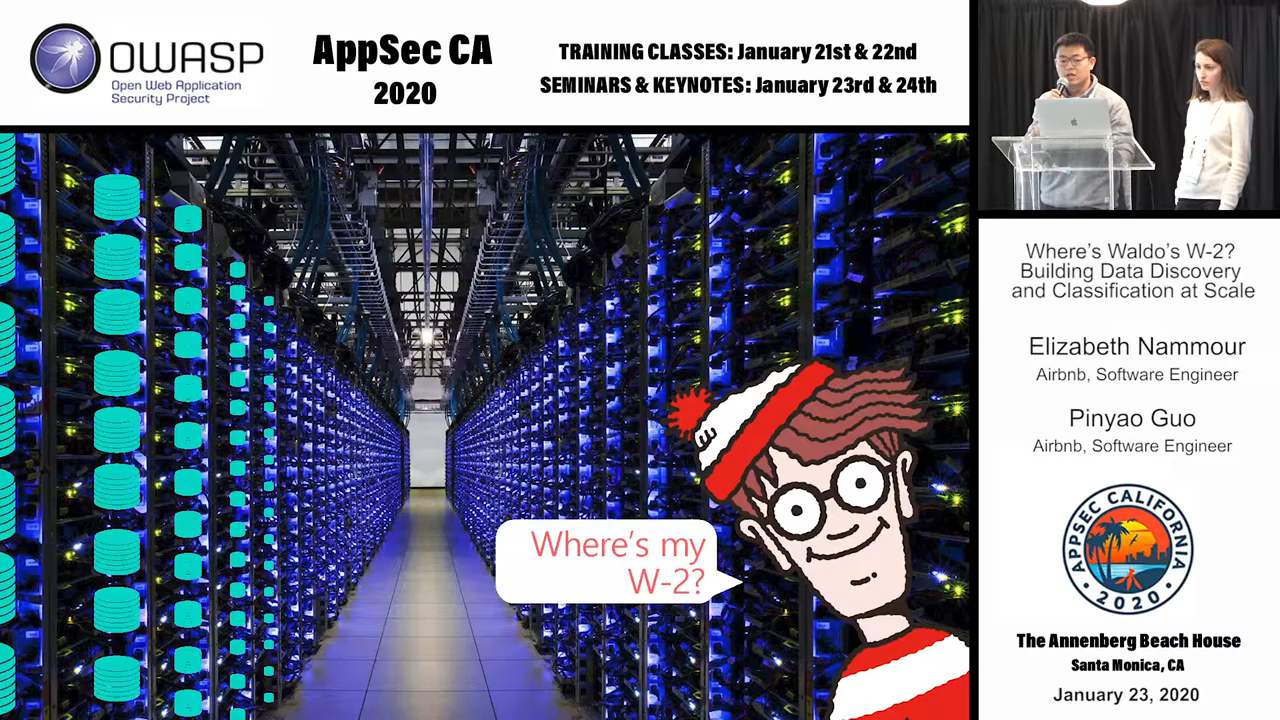 OWASP
Open Web Application
Security Project
AppSec CA
2020
TRAINING CLASSES: January 21st & 22nd
SEMINARS & KEYNOTES: January 23rd & 24th
Where's my
W-2?
Where's Waldo's W-2?
Building Data Discovery
and Classification at Scale
Elizabeth Nammour
Airbnb, Software Engineer
Pinyao Guo
Airbnb, Software Engineer
APPSEC CALIFORNIA
2020
The Annenberg Beach House
Santa Monica, CA
January 23, 2020